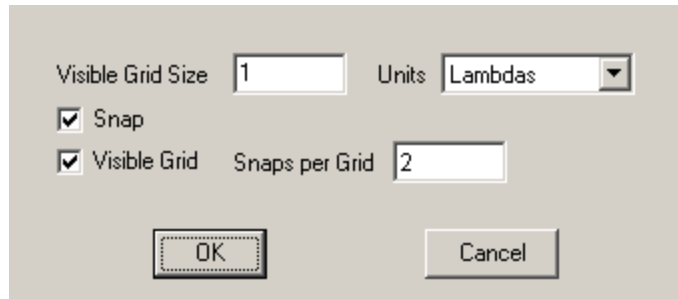 Visible Grid Size 1 Units Lambdas
Snap
Visible Grid Snaps per Grid 2
OK Cancel